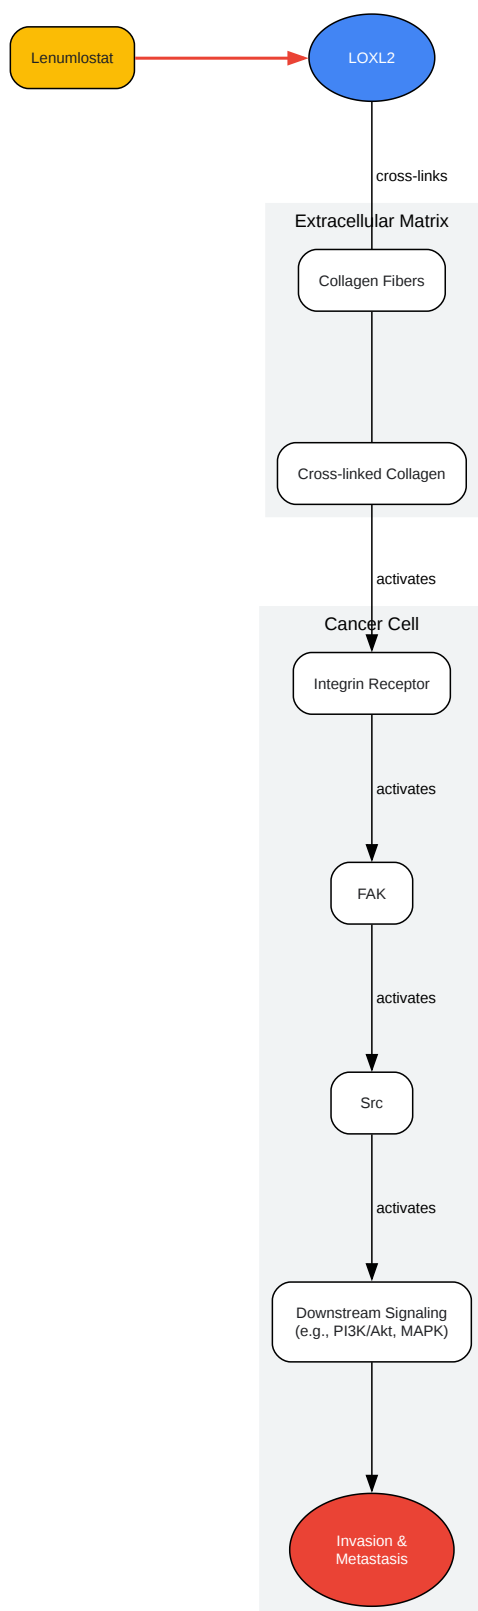 Lenumlostat
LOXL2
cross-links
Extracellular Matrix
Collagen Fibers
Cross-linked Collagen
activates
Cancer Cell
Integrin Receptor
activates
FAK
activates
Src
activates
Downstream Signaling
(e.g., PI3K/Akt, MAPK)
Invasion &
Metastasis